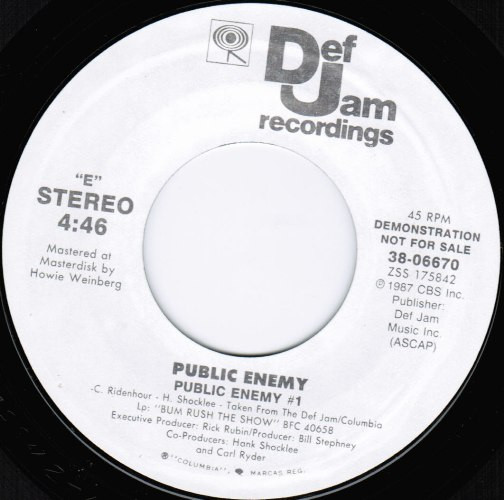 Def
Jam
recordings
"E"
STEREO
4:46
Mastered at
Masterdisk by
Howie Weinberg
45 RPM
DEMONSTRATION
NOT FOR SALE
38-06670
ZSS 175842
℗ 1987 CBS Inc.
Publisher:
Def Jam
Music Inc.
(ASCAP)
PUBLIC ENEMY
PUBLIC ENEMY #1
-C. Ridenhour - H. Shocklee - Taken From The Def Jam/Columbia
Lp: "BUM RUSH THE SHOW" BFC 40658
Executive Producer: Rick Rubin/Producer: Bill Stephney
Co-Producers: Hank Shocklee
and Carl Ryder
℗"COLUMBIA", MARCAS REG.